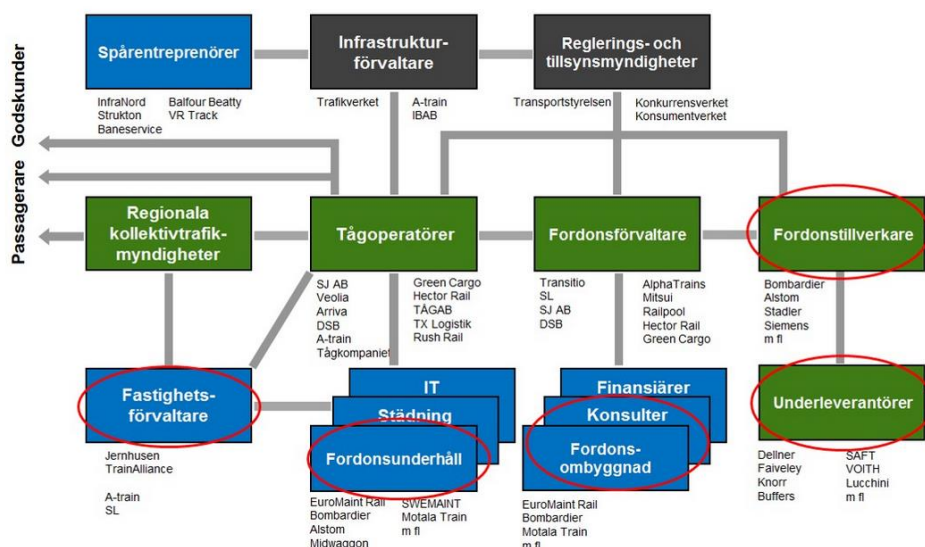 Spårentreprenörer
Infrastruktur-
förvaltare
Reglerings- och
tillsynsmyndigheter
InfraNord
Strukton
Baneservice
Balfour Beatty
VR Track
Trafikverket
A-train
IBAB
Transportstyrelsen
Konkurrensverket
Konsumentverket
Godskunder
Passagerare
Regionala
kollektivtrafik-
myndigheter
Tågoperatörer
Fordonsförvaltare
Fordonstillverkare
SJ AB
Veolia
Arriva
DSB
A-train
Tågkompaniet
Green Cargo
Hector Rail
TÅGAB
TX Logistik
Rush Rail
Transitio
SL
SJ AB
DSB
AlphaTrains
Mitsui
Railpool
Hector Rail
Green Cargo
Bombardier
Alstom
Stadler
Siemens
m fl
Fastighets-
förvaltare
IT
Städning
Fordonsunderhåll
Finansiärer
Konsulter
Fordons-
ombyggnad
Underleverantörer
Jernhusen
TrainAlliance
A-train
SL
EuroMaint Rail
Bombardier
Alstom
Midwaggon
SWEMAINT
Motala Train
m fl
EuroMaint Rail
Bombardier
Motala Train
m fl
Dellner
Faiveley
Knorr
Buffers
SAFT
VOITH
Lucchini
m fl